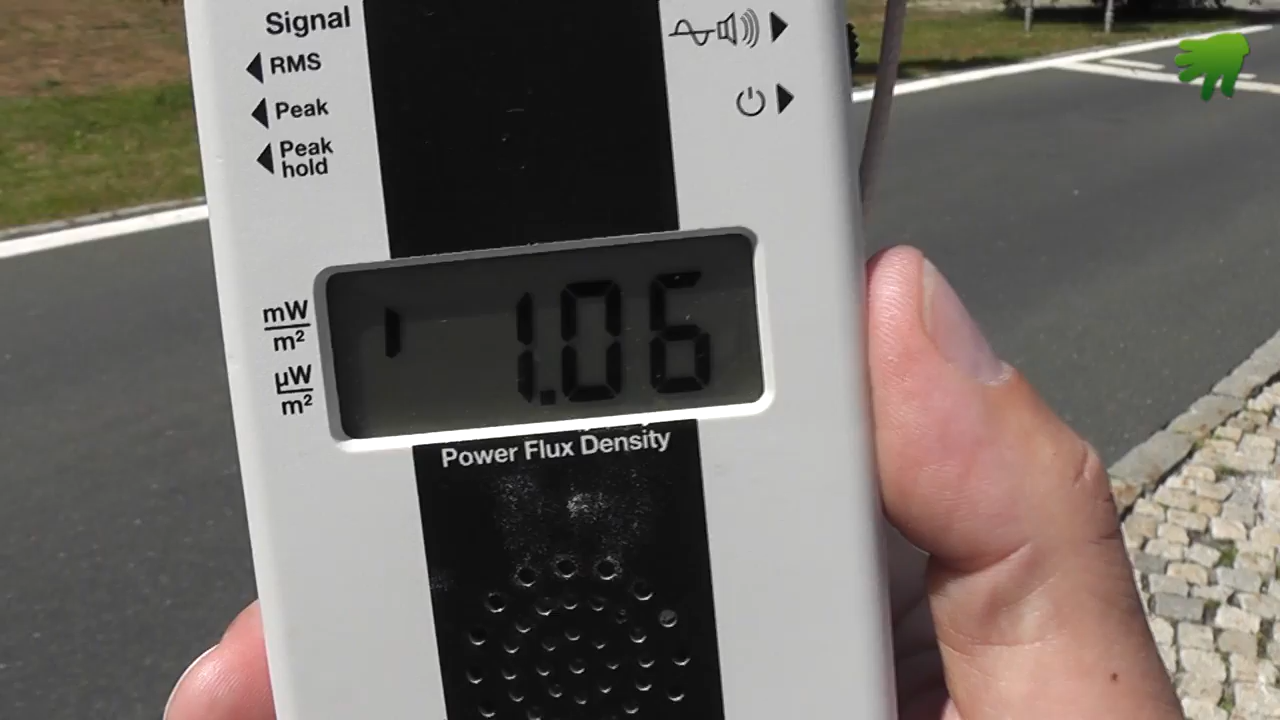 Signal
RMS
Peak
Peak
hold
mW
m²
µW
m²
1.06
Power Flux Density